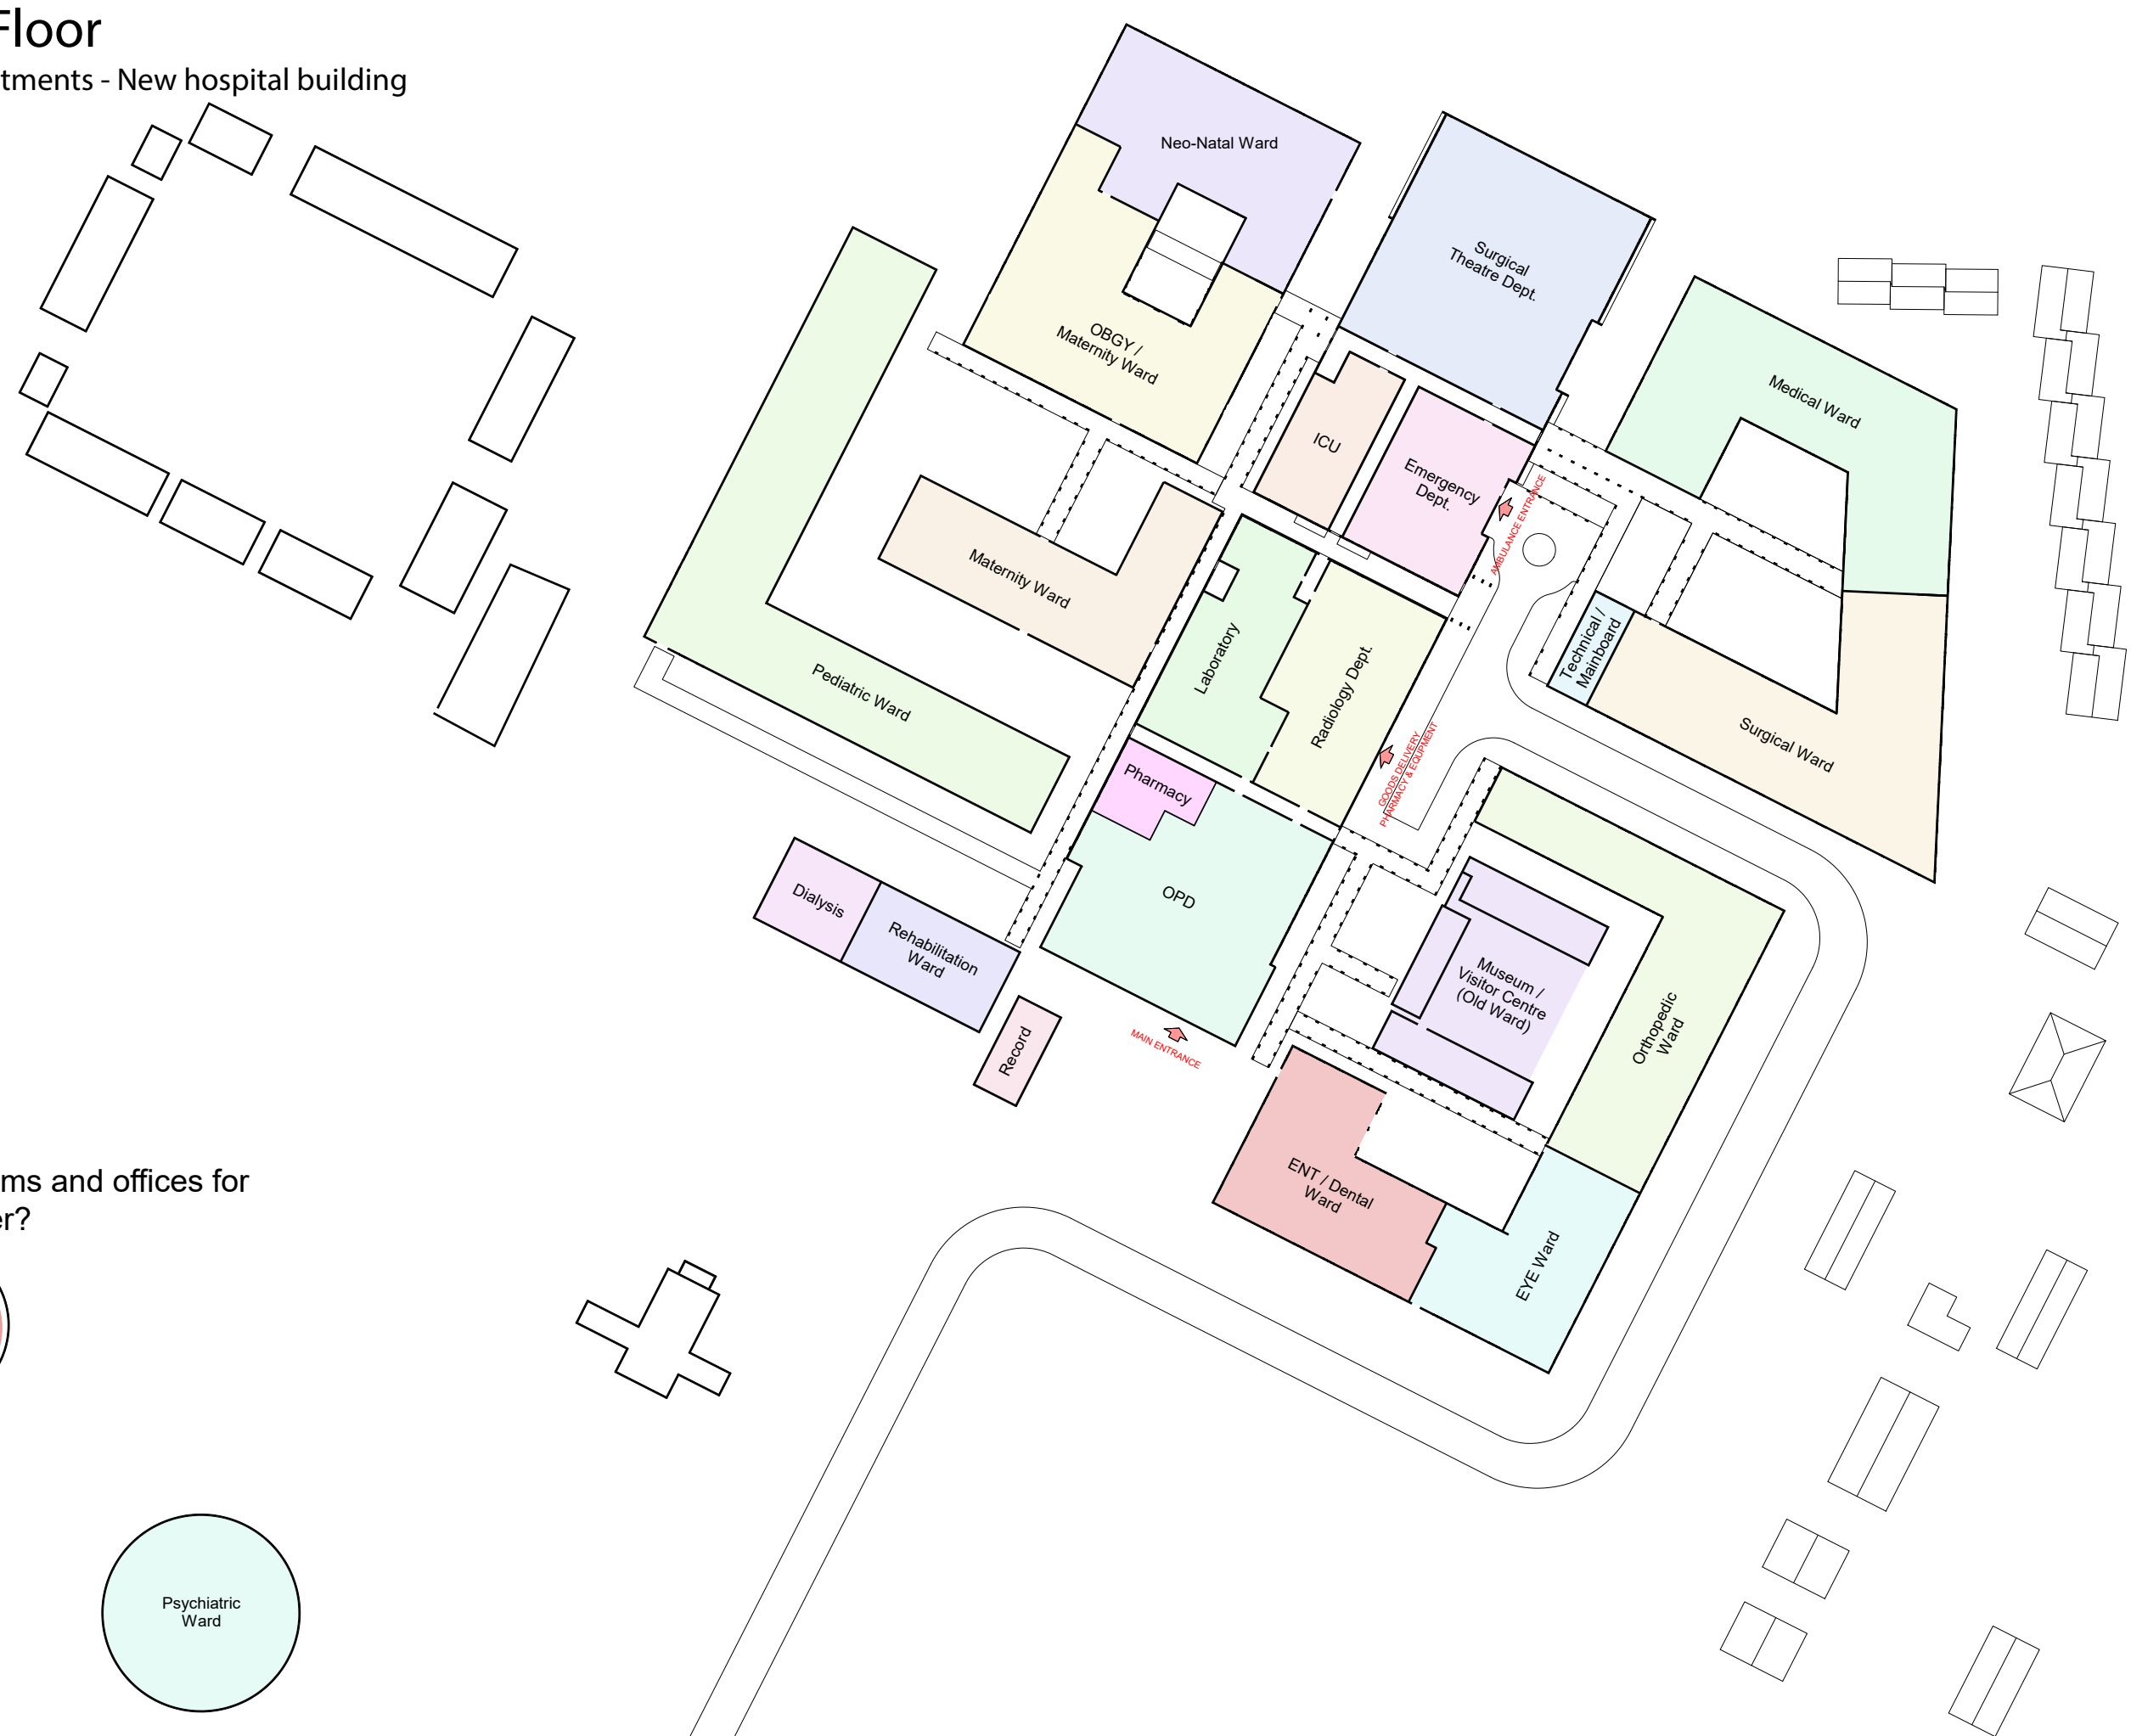 Floor
tments - New hospital building
Neo-Natal Ward
Surgical
Theatre Dept.
OBGY /
Maternity Ward
Medical Ward
ICU
Emergency
Dept.
AMBULANCE ENTRANCE
Maternity Ward
Laboratory
Radiology Dept.
Technical /
Mainboard
Pediatric Ward
Surgical Ward
Pharmacy
GOODS DELIVERY
PHARMACY & EQUIPMENT
OPD
Dialysis
Rehabilitation
Ward
Museum /
Visitor Centre
(Old Ward)
Orthopedic
Ward
Record
MAIN ENTRANCE
ENT / Dental
Ward
EYE Ward
ms and offices for
er?
Psychiatric
Ward